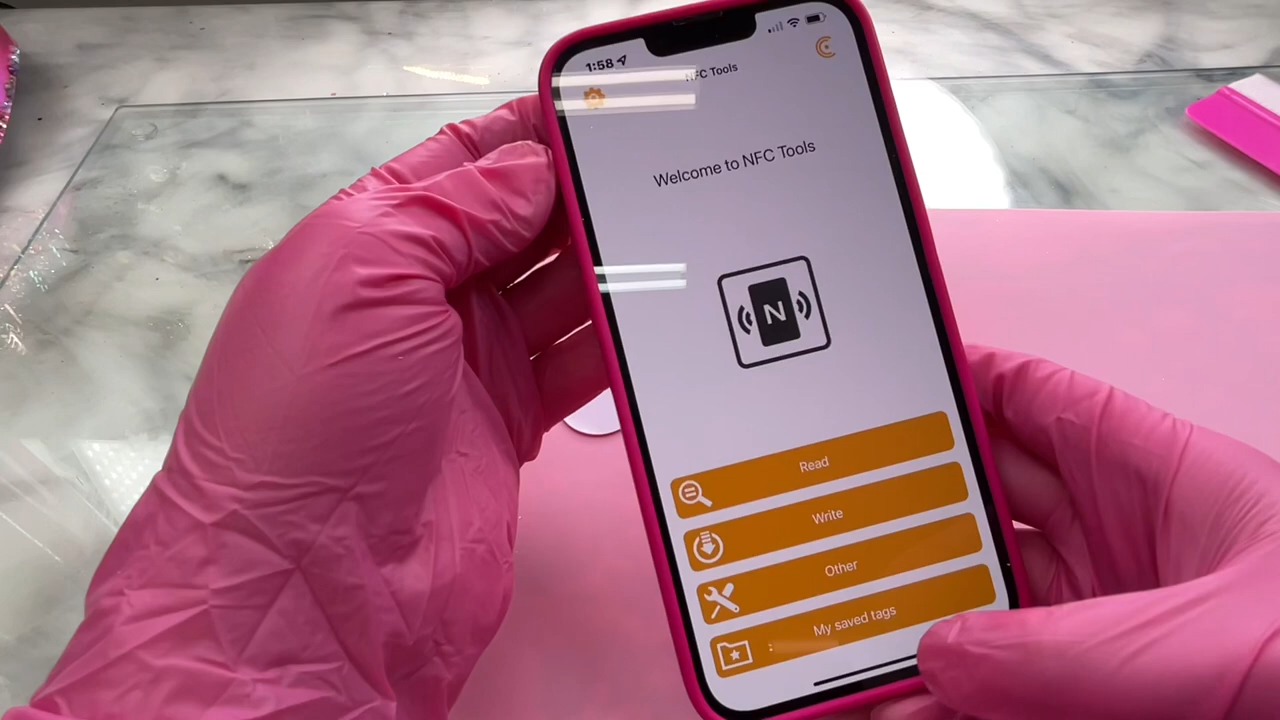 1:58
NFC Tools
Welcome to NFC Tools
N
Read
Write
Other
My saved tags